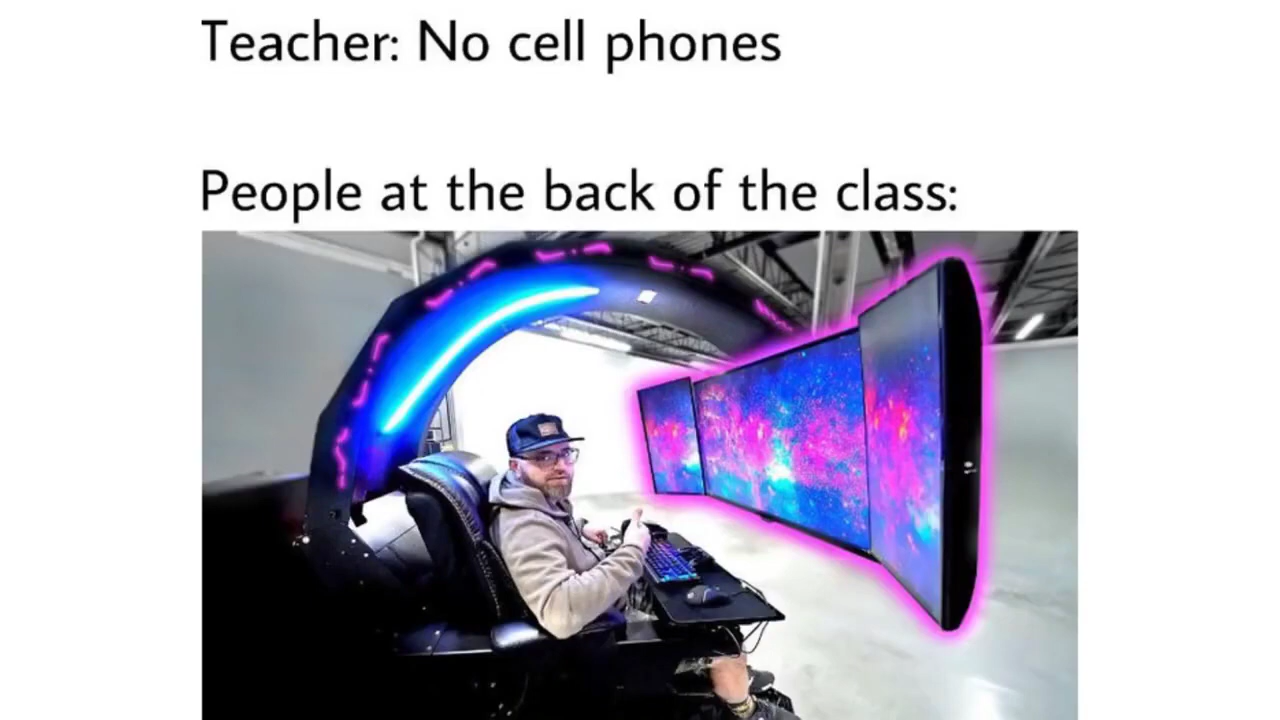 Teacher: No cell phones
People at the back of the class: